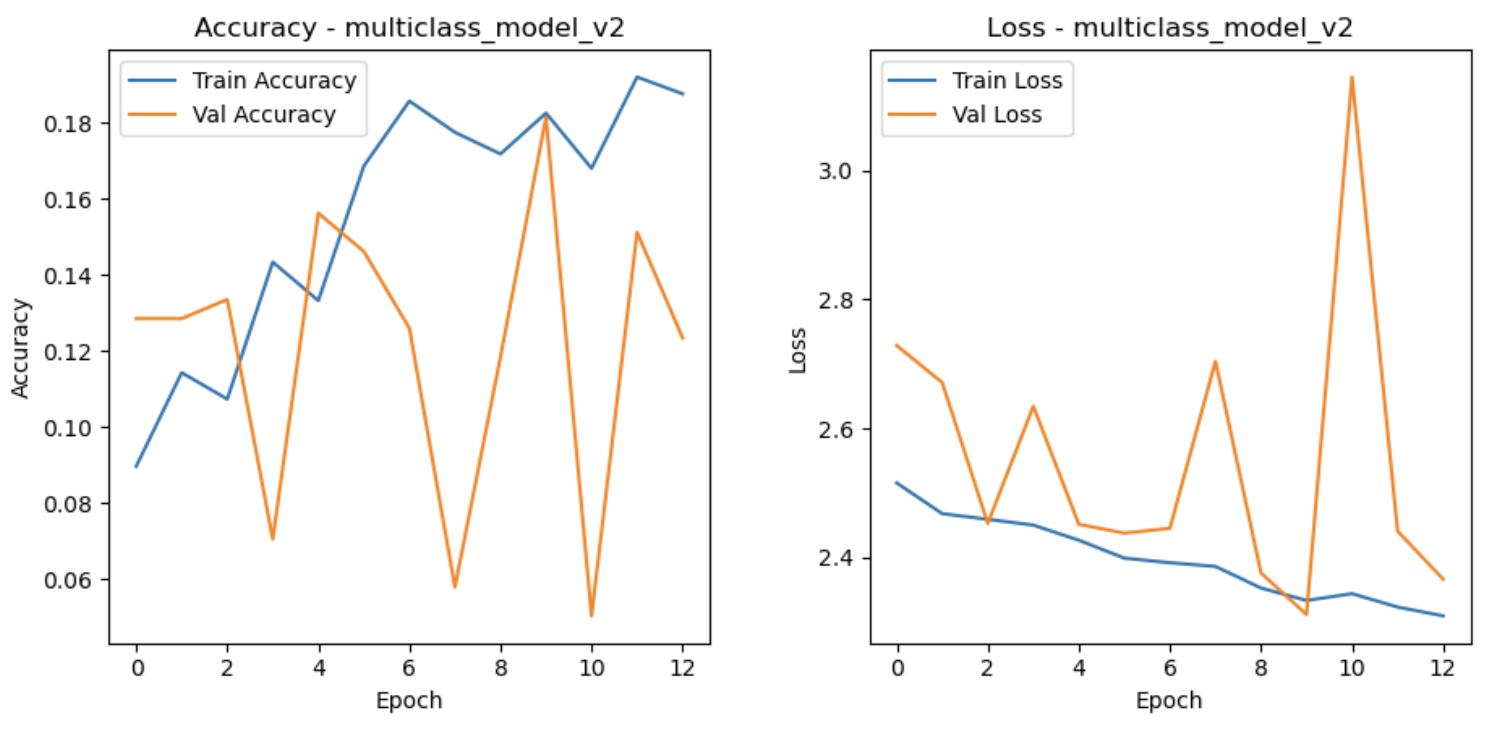 Accuracy - multiclass_model_v2
Train Accuracy
Val Accuracy
0.18
0.16
0.14
0.12
0.10
0.08
0.06
Accuracy
0 2 4 6 8 10 12
Epoch
Loss - multiclass_model_v2
Train Loss
Val Loss
3.0
2.8
2.6
2.4
Loss
0 2 4 6 8 10 12
Epoch